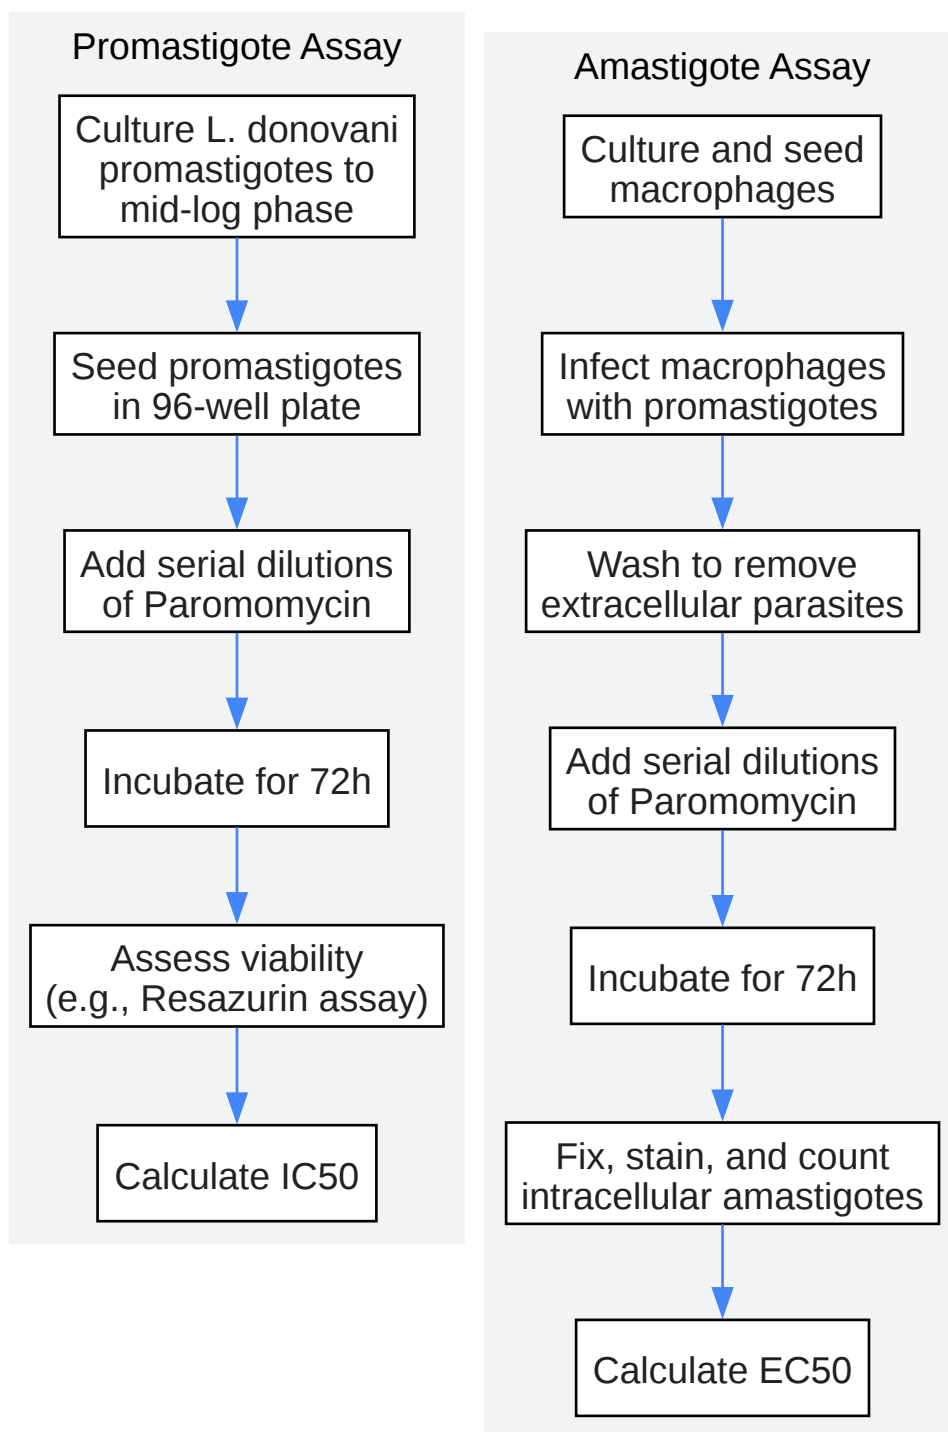 Promastigote Assay
Culture L. donovani
promastigotes to
mid-log phase
Seed promastigotes
in 96-well plate
Add serial dilutions
of Paromomycin
Incubate for 72h
Assess viability
(e.g., Resazurin assay)
Calculate IC50
Amastigote Assay
Culture and seed
macrophages
Infect macrophages
with promastigotes
Wash to remove
extracellular parasites
Add serial dilutions
of Paromomycin
Incubate for 72h
Fix, stain, and count
intracellular amastigotes
Calculate EC50